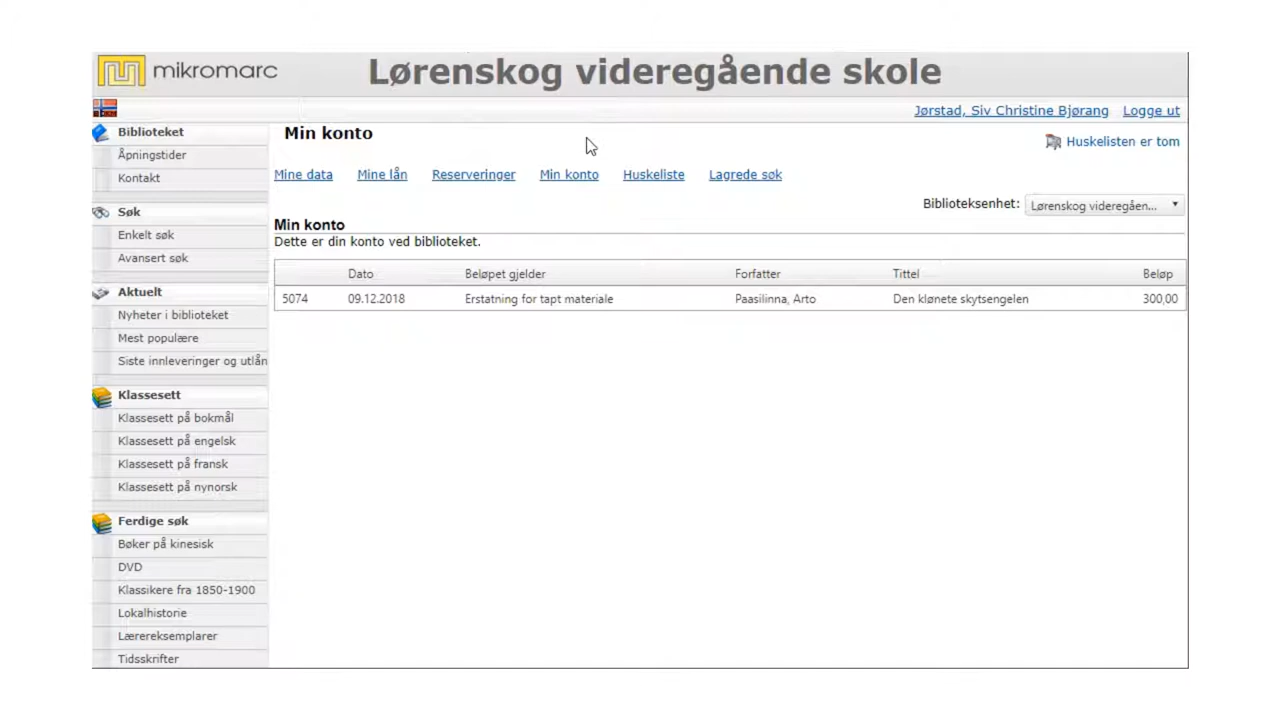 mikromarc Lørenskog videregående skole
Jørstad, Siv Christine Bjørang Logge ut
Biblioteket
Åpningstider
Kontakt
Søk
Enkelt søk
Avansert søk
Aktuelt
Nyheter i biblioteket
Mest populære
Siste innleveringer og utlån
Klassesett
Klassesett på bokmål
Klassesett på engelsk
Klassesett på fransk
Klassesett på nynorsk
Ferdige søk
Bøker på kinesisk
DVD
Klassikere fra 1850-1900
Lokalhistorie
Lærereksemplarer
Tidsskrifter
Min konto
Huskelisten er tom
Mine data Mine lån Reserveringer Min konto Huskeliste Lagrede søk
Biblioteksenhet: Lørenskog videregåen...
Min konto
Dette er din konto ved biblioteket.
Dato Beløpet gjelder Forfatter Tittel Beløp
5074 09.12.2018 Erstatning for tapt materiale Paasilinna, Arto Den klønete skytsengelen 300,00